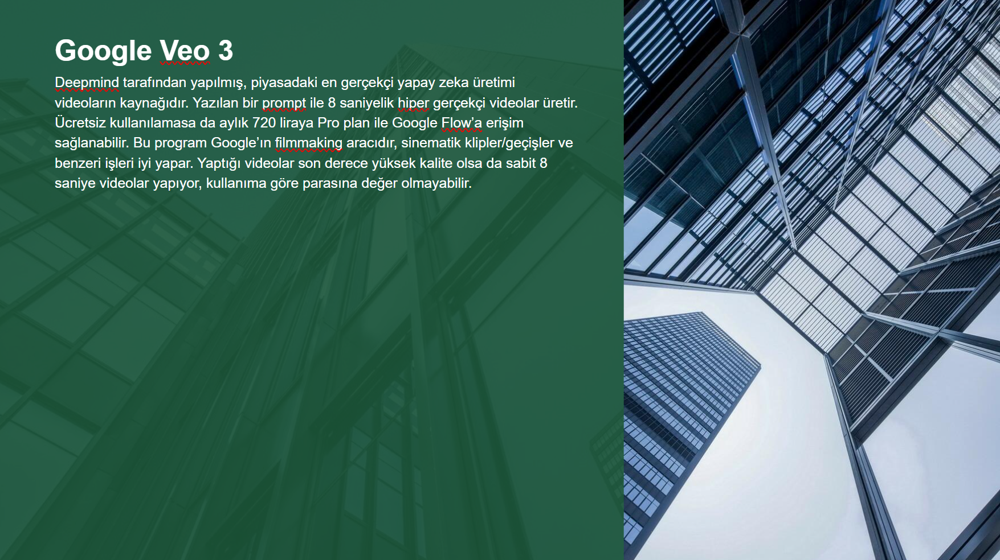 Google Veo 3
Deepmind tarafından yapılmış, piyasadaki en gerçekçi yapay zeka üretimi
videoların kaynağıdır. Yazılan bir prompt ile 8 saniyelik hiper gerçekçi videolar üretir.
Ücretsiz kullanılamasa da aylık 720 liraya Pro plan ile Google Flow’a erişim
sağlanabilir. Bu program Google’ın filmmaking aracıdır, sinematik klipler/geçişler ve
benzeri işleri iyi yapar. Yaptığı videolar son derece yüksek kalite olsa da sabit 8
saniye videolar yapıyor, kullanıma göre parasına değer olmayabilir.